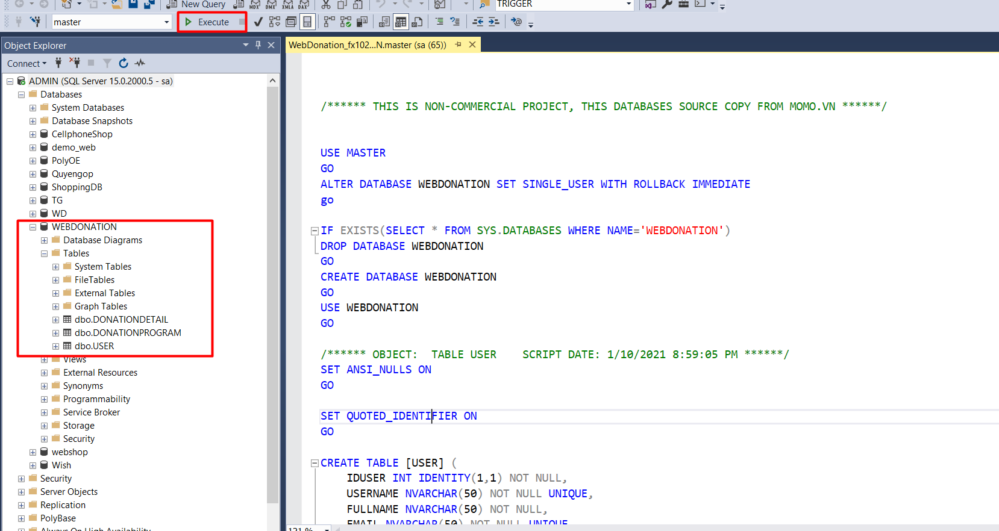 New Query
MDX
DMX
XMLA
DAX
TRIGGER
master
Execute
Object Explorer
Connect
ADMIN (SQL Server 15.0.2000.5 - sa)
Databases
System Databases
Database Snapshots
CellphoneShop
demo_web
PolyOE
Quyengop
ShoppingDB
TG
WD
WEBDONATION
Database Diagrams
Tables
System Tables
FileTables
External Tables
Graph Tables
dbo.DONATIONDETAIL
dbo.DONATIONPROGRAM
dbo.USER
Views
External Resources
Synonyms
Programmability
Service Broker
Storage
Security
webshop
Wish
Security
Server Objects
Replication
PolyBase
Always On High Availability
WebDonation_fx102...N.master (sa (65))
/****** THIS IS NON-COMMERCIAL PROJECT, THIS DATABASES SOURCE COPY FROM MOMO.VN ******/
USE MASTER
GO
ALTER DATABASE WEBDONATION SET SINGLE_USER WITH ROLLBACK IMMEDIATE
go
IF EXISTS(SELECT * FROM SYS.DATABASES WHERE NAME='WEBDONATION')
DROP DATABASE WEBDONATION
GO
CREATE DATABASE WEBDONATION
GO
USE WEBDONATION
GO
/****** OBJECT:  TABLE USER    SCRIPT DATE: 1/10/2021 8:59:05 PM ******/
SET ANSI_NULLS ON
GO
SET QUOTED_IDENTIFIER ON
GO
CREATE TABLE [USER] (
IDUSER INT IDENTITY(1,1) NOT NULL,
USERNAME NVARCHAR(50) NOT NULL UNIQUE,
FULLNAME NVARCHAR(50) NOT NULL,
EMAIL NVARCHAR(50) NOT NULL UNIQUE
121 %